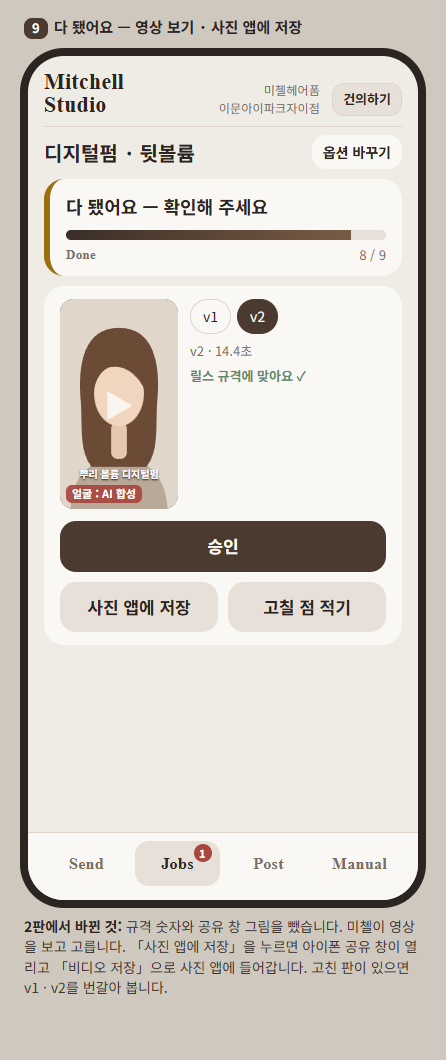 9 다 됐어요 — 영상 보기 · 사진 앱에 저장
Mitchell
Studio
미첼헤어폼
이문아이파크자이점
건의하기
디지털펌 · 뒷볼륨
옵션 바꾸기
다 됐어요 — 확인해 주세요
Done
8 / 9
v1
v2
v2 · 14.4초
릴스 규격에 맞아요 ✓
뿌리 볼륨 디지털펌
얼굴 : AI 합성
승인
사진 앱에 저장
고칠 점 적기
Send
Jobs
1
Post
Manual
2판에서 바뀐 것: 규격 숫자와 공유 창 그림을 뺐습니다. 미첼이 영상
을 보고 고릅니다. 「사진 앱에 저장」을 누르면 아이폰 공유 창이 열
리고 「비디오 저장」으로 사진 앱에 들어갑니다. 고친 판이 있으면
v1 · v2를 번갈아 봅니다.